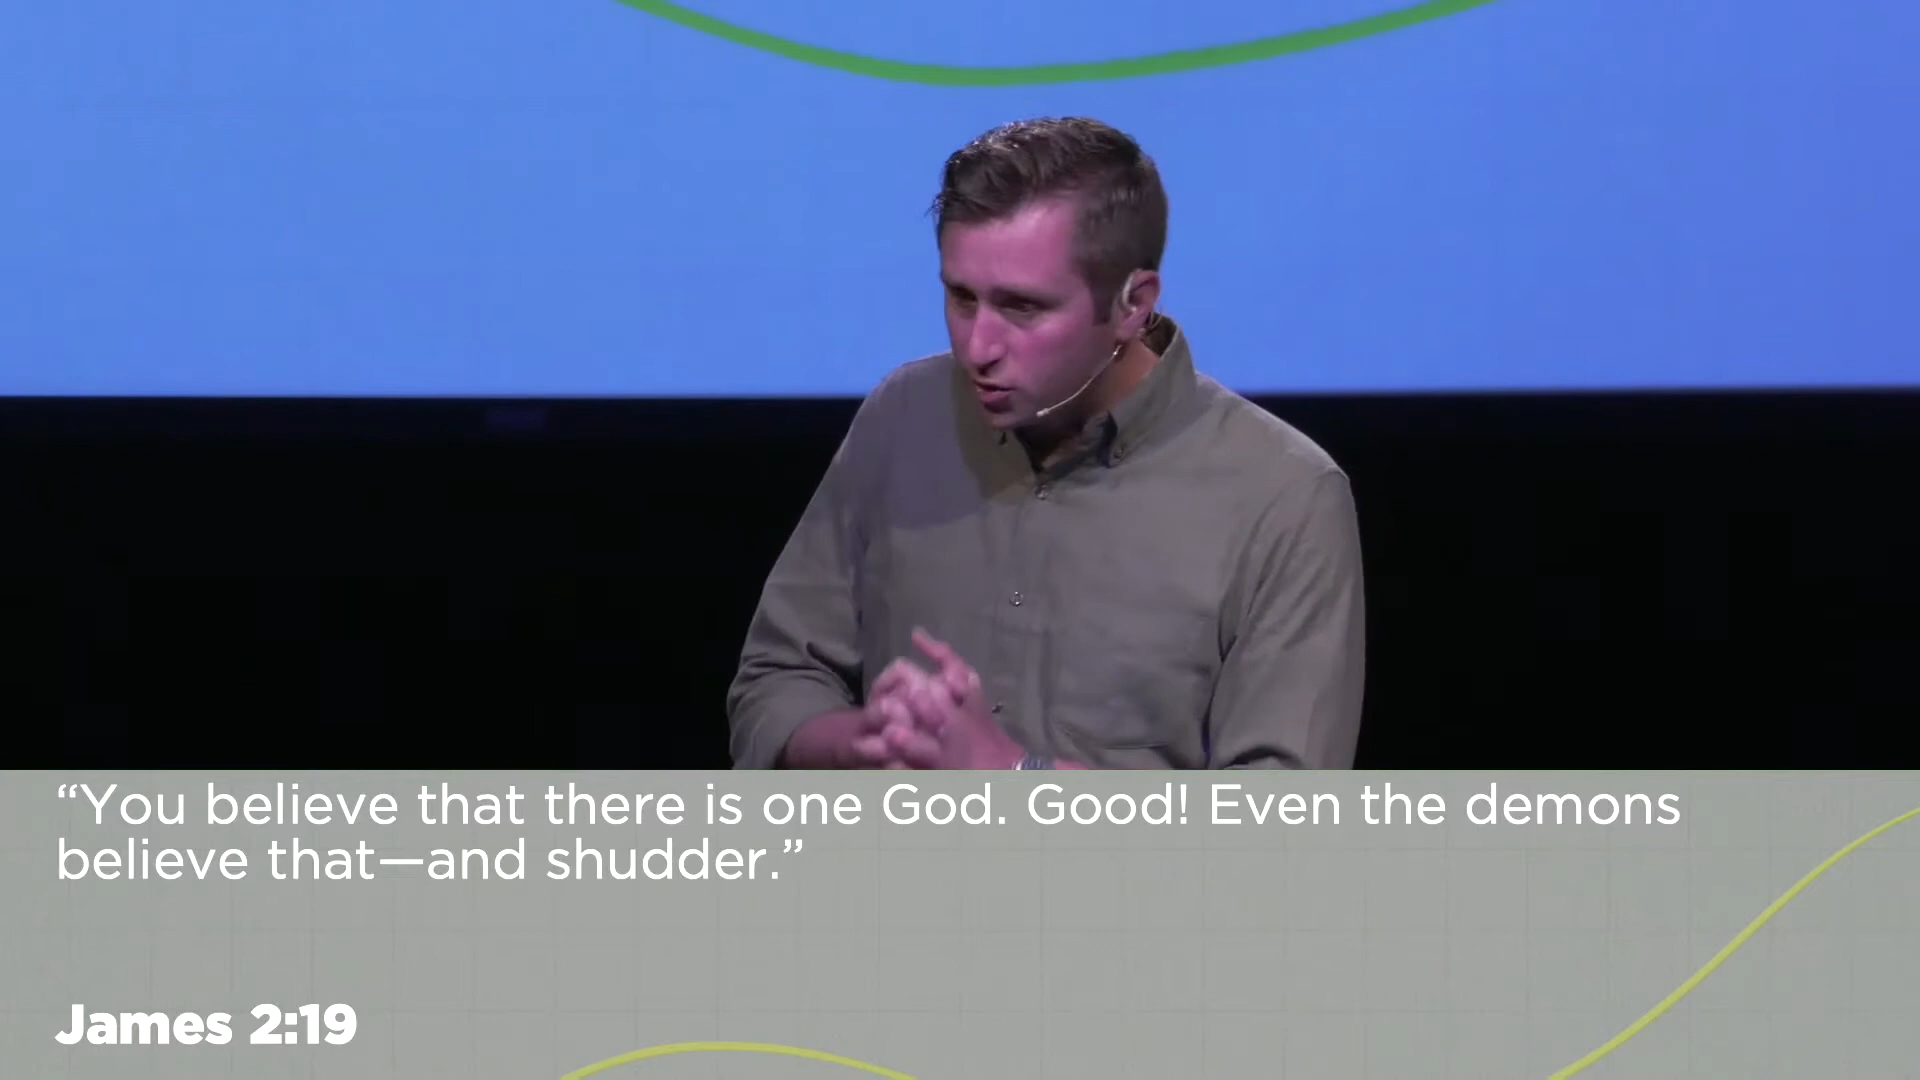 “You believe that there is one God. Good! Even the demons
believe that—and shudder.”
James 2:19